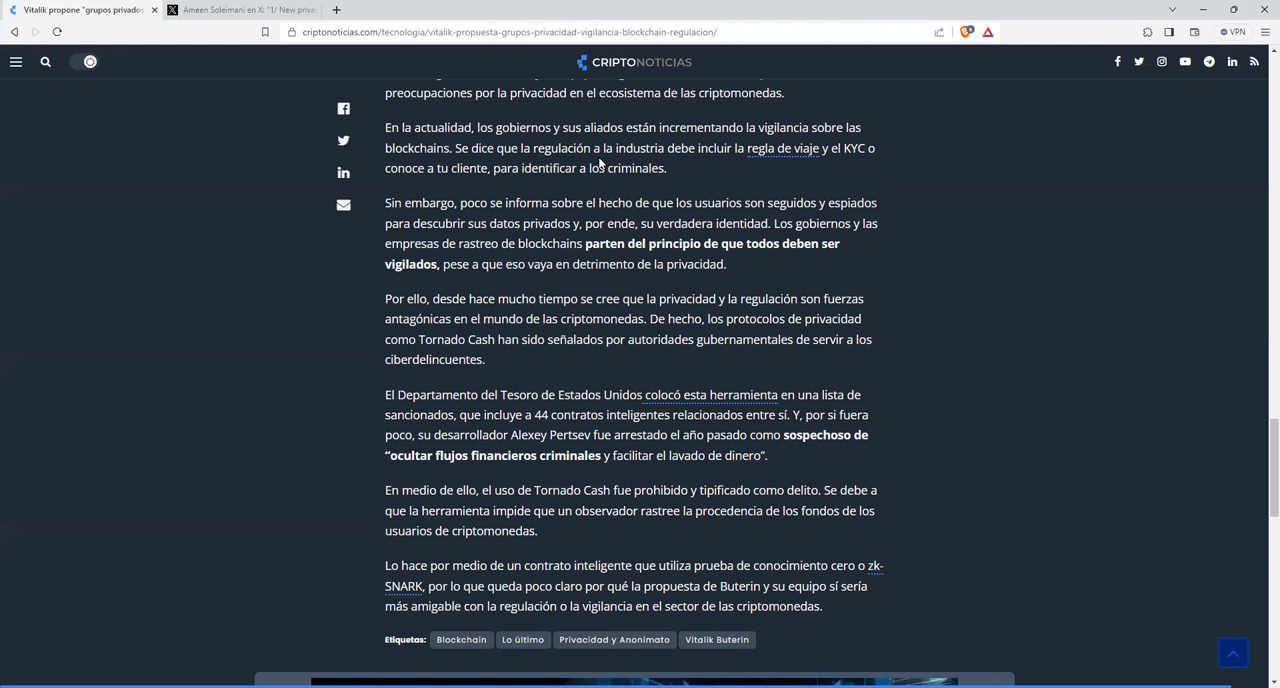 Vitalik propone "grupos privados
Ameen Soleimani en X: "1/ New priva
criptonoticias.com/tecnologia/vitalik-propuesta-grupos-privacidad-vigilancia-blockchain-regulacion/
VPN
CRIPTONOTICIAS
preocupaciones por la privacidad en el ecosistema de las criptomonedas.
En la actualidad, los gobiernos y sus aliados están incrementando la vigilancia sobre las
blockchains. Se dice que la regulación a la industria debe incluir la regla de viaje y el KYC o
conoce a tu cliente, para identificar a los criminales.
Sin embargo, poco se informa sobre el hecho de que los usuarios son seguidos y espiados
para descubrir sus datos privados y, por ende, su verdadera identidad. Los gobiernos y las
empresas de rastreo de blockchains parten del principio de que todos deben ser
vigilados, pese a que eso vaya en detrimento de la privacidad.
Por ello, desde hace mucho tiempo se cree que la privacidad y la regulación son fuerzas
antagónicas en el mundo de las criptomonedas. De hecho, los protocolos de privacidad
como Tornado Cash han sido señalados por autoridades gubernamentales de servir a los
ciberdelincuentes.
El Departamento del Tesoro de Estados Unidos colocó esta herramienta en una lista de
sancionados, que incluye a 44 contratos inteligentes relacionados entre sí. Y, por si fuera
poco, su desarrollador Alexey Pertsev fue arrestado el año pasado como sospechoso de
“ocultar flujos financieros criminales y facilitar el lavado de dinero”.
En medio de ello, el uso de Tornado Cash fue prohibido y tipificado como delito. Se debe a
que la herramienta impide que un observador rastree la procedencia de los fondos de los
usuarios de criptomonedas.
Lo hace por medio de un contrato inteligente que utiliza prueba de conocimiento cero o zk-
SNARK, por lo que queda poco claro por qué la propuesta de Buterin y su equipo sí sería
más amigable con la regulación o la vigilancia en el sector de las criptomonedas.
Etiquetas: Blockchain Lo último Privacidad y Anonimato Vitalik Buterin